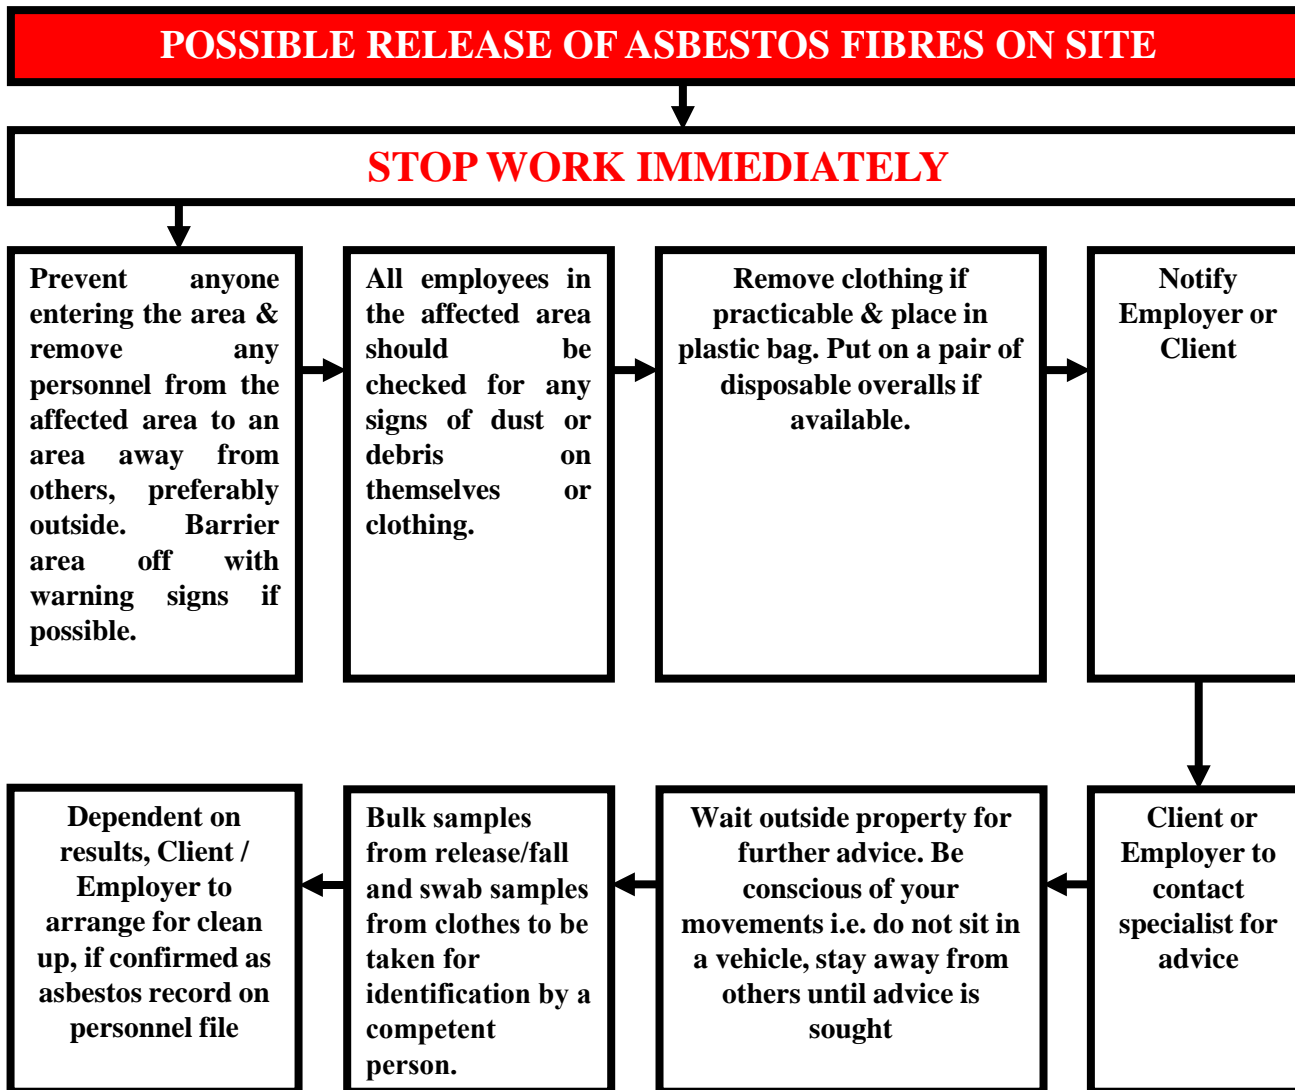 POSSIBLE RELEASE OF ASBESTOS FIBRES ON SITE
STOP WORK IMMEDIATELY
Prevent anyone
entering the area &
remove any
personnel from the
affected area to an
area away from
others, preferably
outside. Barrier
area off with
warning signs if
possible.
All employees in
the affected area
should be
checked for any
signs of dust or
debris on
themselves or
clothing.
Remove clothing if
practicable & place in
plastic bag. Put on a pair of
disposable overalls if
available.
Notify
Employer or
Client
Client or
Employer to
contact
specialist for
advice
Wait outside property for
further advice. Be
conscious of your
movements i.e. do not sit in
a vehicle, stay away from
others until advice is
sought
Bulk samples
from release/fall
and swab samples
from clothes to be
taken for
identification by a
competent
person.
Dependent on
results, Client /
Employer to
arrange for clean
up, if confirmed as
asbestos record on
personnel file